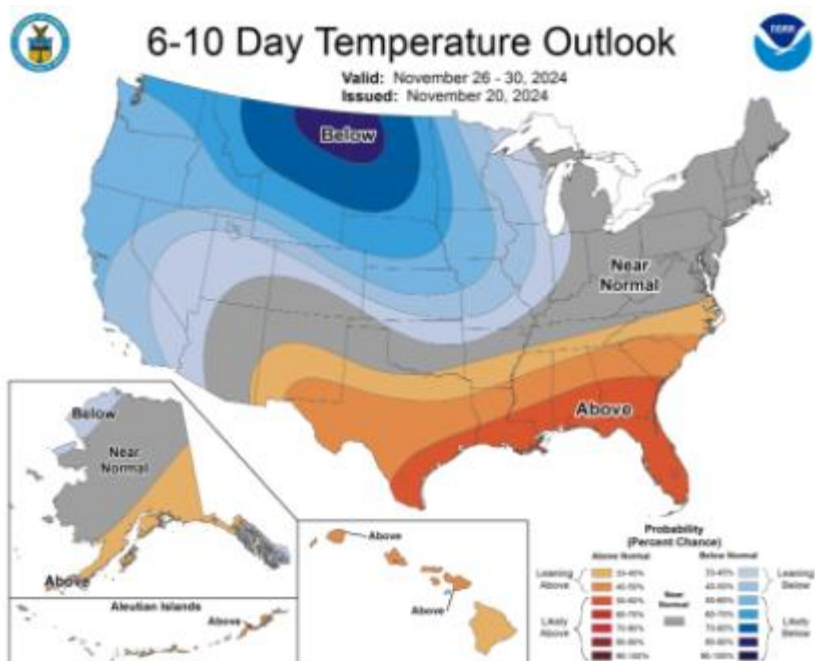 6-10 Day Temperature Outlook
Valid: November 26 - 30, 2024
Issued: November 20, 2024
NOAA
Below
Near
Normal
Above
Below
Near
Normal
Above
Aleutian Islands
Above
Above
Above
Probability
(Percent Chance)
Above Normal
Below Normal
Leaning
Above
33-40%
40-50%
Likely
Above
50-60%
60-70%
70-80%
80-90%
90-100%
Near
Normal
33-40%
40-50%
Leaning
Below
50-60%
60-70%
70-80%
80-90%
90-100%
Likely
Below